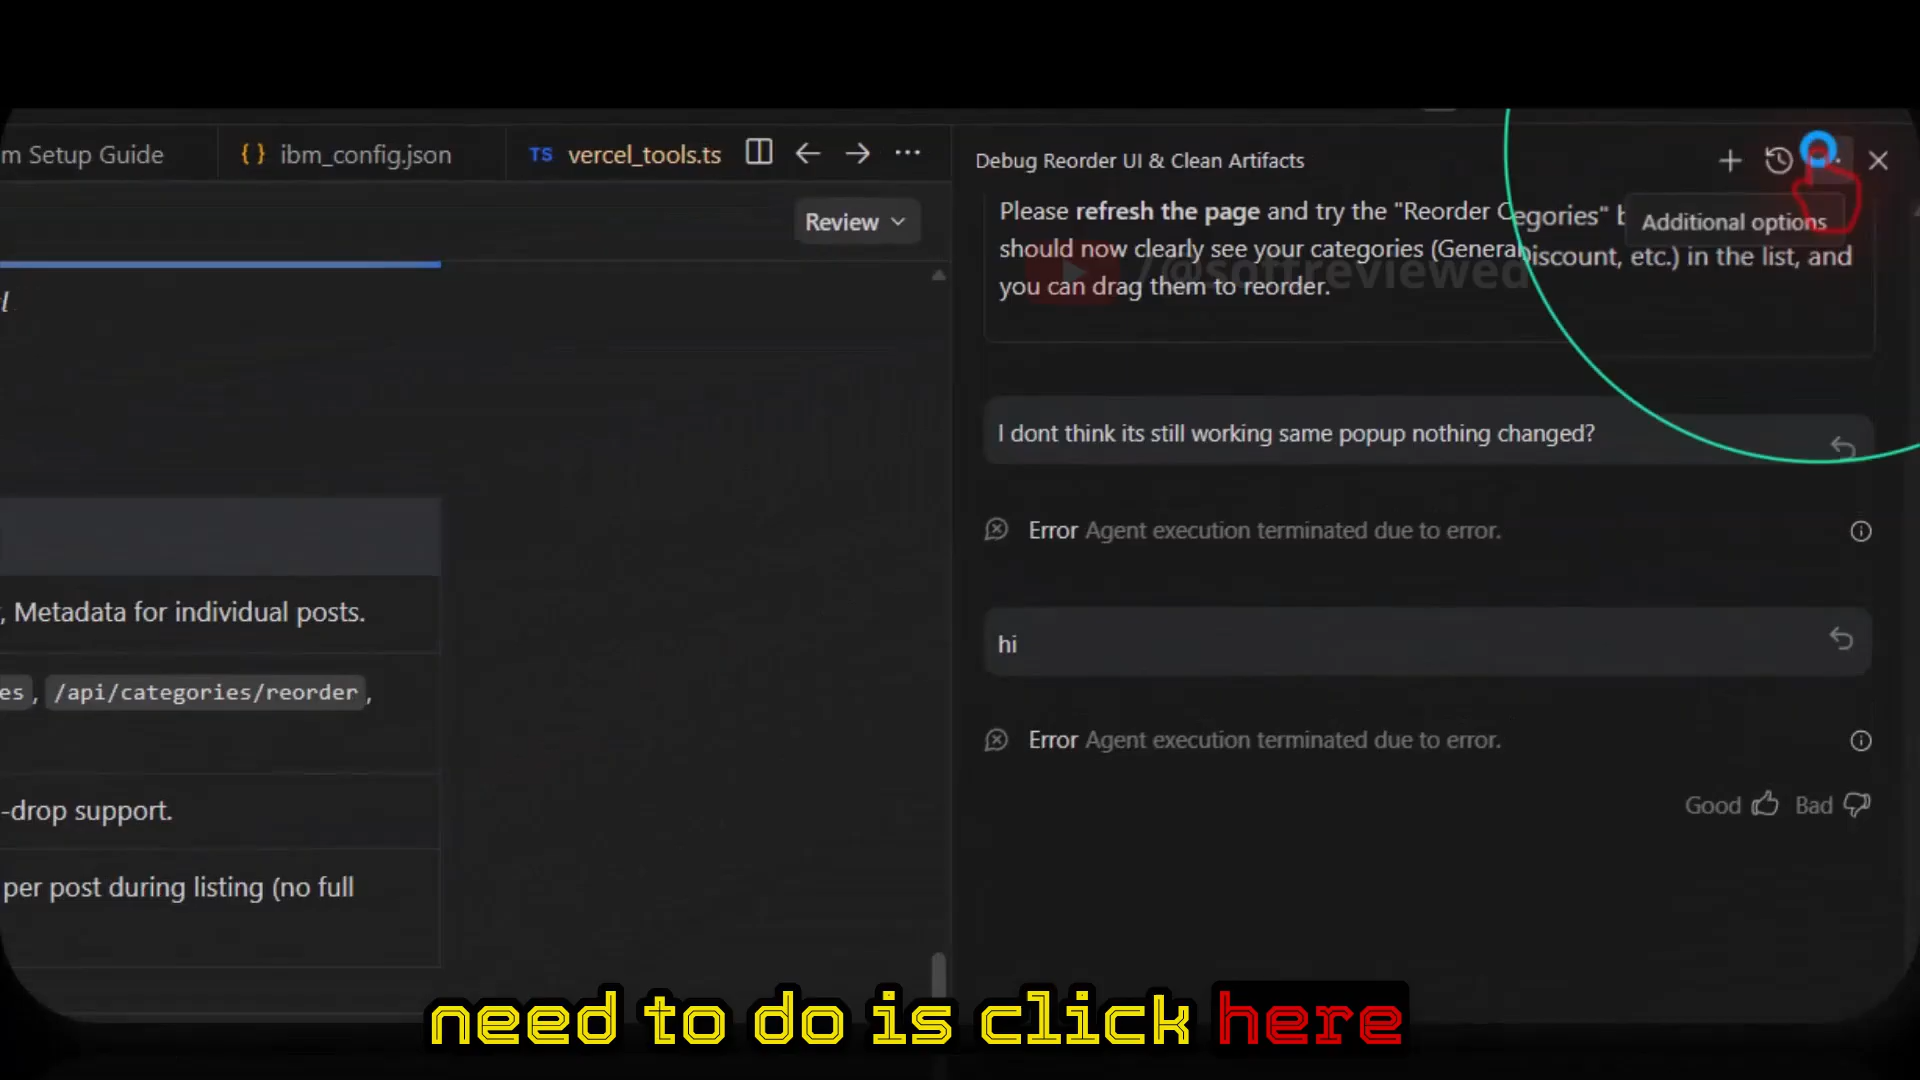 m Setup Guide
{} ibm_config.json
TS vercel_tools.ts
Review
l
, Metadata for individual posts.
es, /api/categories/reorder,
-drop support.
per post during listing (no full
Debug Reorder UI & Clean Artifacts
Additional options
Please refresh the page and try the "Reorder Cegories" b
should now clearly see your categories (General Discount, etc.) in the list, and
you can drag them to reorder.
/@softreviewed
I dont think its still working same popup nothing changed?
Error Agent execution terminated due to error.
hi
Error Agent execution terminated due to error.
Good Bad
need to do is click here